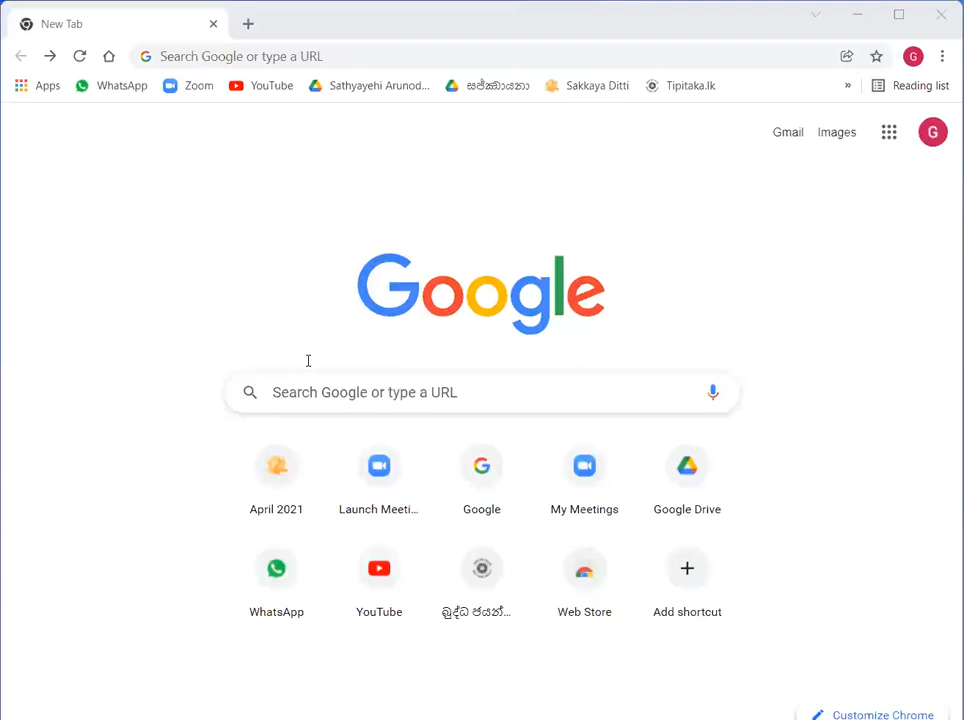 New Tab
Search Google or type a URL
G
Apps WhatsApp Zoom YouTube Sathyayehi Arunod... සජ්ඣායනා Sakkaya Ditti Tipitaka.lk » Reading list
Gmail Images G
Google
Search Google or type a URL
April 2021 Launch Meeti... Google My Meetings Google Drive
WhatsApp YouTube බුද්ධ ජයන්... Web Store Add shortcut
Customize Chrome